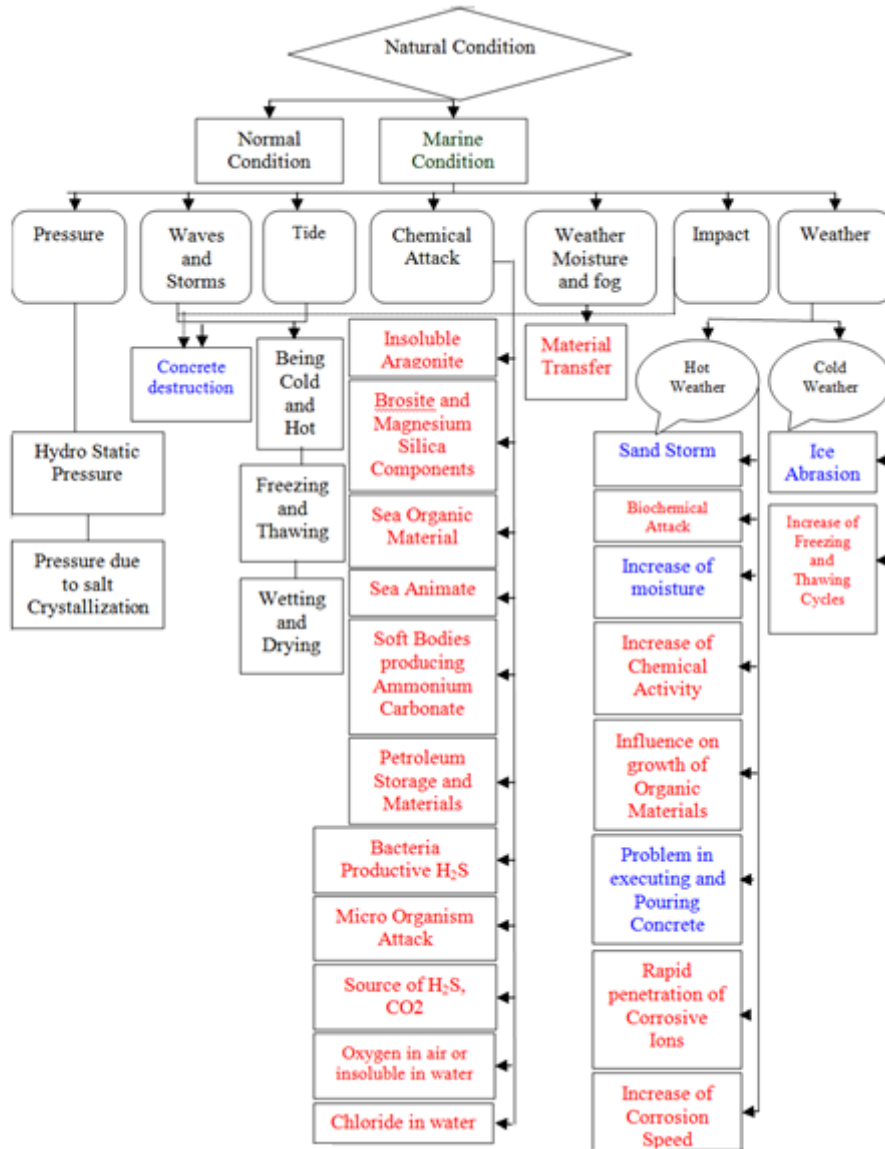 Natural Condition
Normal
Condition
Marine
Condition
Pressure
Waves
and
Storms
Tide
Chemical
Attack
Weather
Moisture
and fog
Impact
Weather
Concrete
destruction
Being
Cold
and
Hot
Insoluble
Aragonite
Material
Transfer
Hot
Weather
Cold
Weather
Hydro Static
Pressure
Freezing
and
Thawing
Brosite and
Magnesium
Silica
Components
Sand Storm
Ice
Abrasion
Pressure due
to salt
Crystallization
Wetting
and
Drying
Sea Organic
Material
Biochemical
Attack
Increase of
Freezing
and
Thawing
Cycles
Sea Animate
Increase of
moisture
Soft Bodies
producing
Ammonium
Carbonate
Increase of
Chemical
Activity
Petroleum
Storage and
Materials
Influence on
growth of
Organic
Materials
Bacteria
Productive H₂S
Problem in
executing and
Pouring
Concrete
Micro Organism
Attack
Source of H₂S,
CO2
Rapid
penetration of
Corrosive
Ions
Oxygen in air or
insoluble in water
Chloride in water
Increase of
Corrosion
Speed